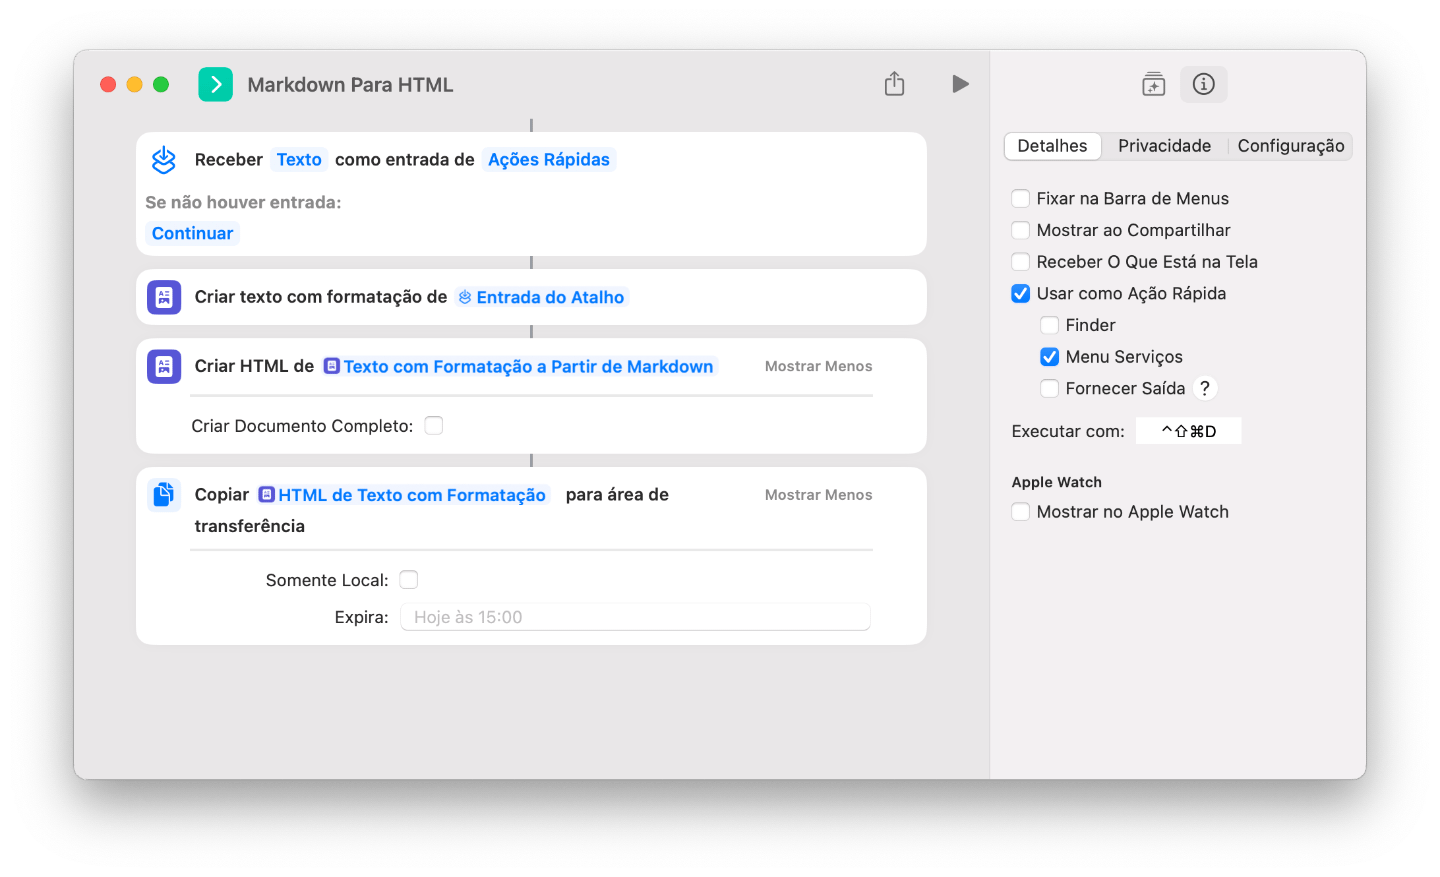 Markdown Para HTML
Receber Texto como entrada de Ações Rápidas
Se não houver entrada:
Continuar
Criar texto com formatação de Entrada do Atalho
Criar HTML de Texto com Formatação a Partir de Markdown Mostrar Menos
Criar Documento Completo:
Copiar HTML de Texto com Formatação para área de Mostrar Menos
transferência
Somente Local:
Expira: Hoje às 15:00
Detalhes Privacidade Configuração
Fixar na Barra de Menus
Mostrar ao Compartilhar
Receber O Que Está na Tela
Usar como Ação Rápida
Finder
Menu Serviços
Fornecer Saída ?
Executar com: ^⇧⌘D
Apple Watch
Mostrar no Apple Watch